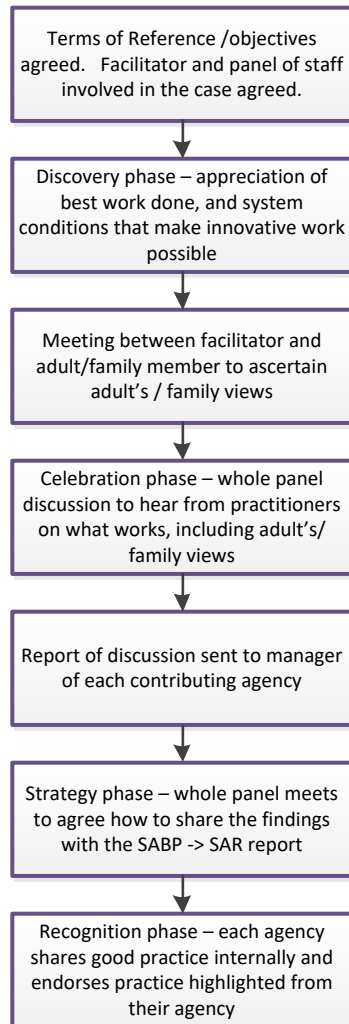 Terms of Reference /objectives
agreed.   Facilitator and panel of staff
involved in the case agreed.
Discovery phase – appreciation of
best work done, and system
conditions that make innovative work
possible
Meeting between facilitator and
adult/family member to ascertain
adult's / family views
Celebration phase – whole panel
discussion to hear from practitioners
on what works, including adult's/
family views
Report of discussion sent to manager
of each contributing agency
Strategy phase – whole panel meets
to agree how to share the findings
with the SABP -> SAR report
Recognition phase – each agency
shares good practice internally and
endorses practice highlighted from
their agency